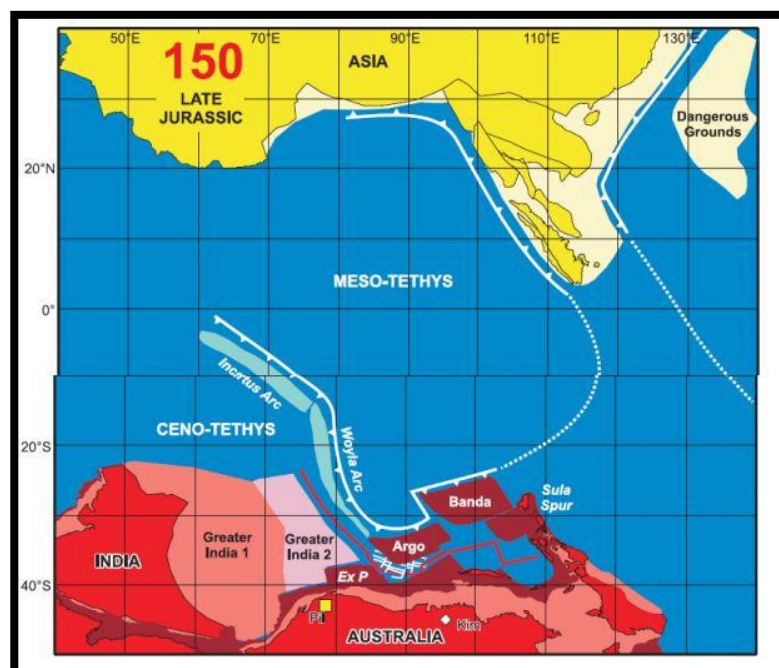 50°E 70°E 90°E 110°E 130°E
150
LATE
JURASSIC
ASIA
Dangerous
Grounds
20°N
MESO-TETHYS
0°
Incertus Arc
CENO-TETHYS
Woyla Arc
20°S
Banda
Sula
Spur
Greater
India 1
Greater
India 2
Argo
INDIA
Ex P
40°S
Pil
Kim
AUSTRALIA